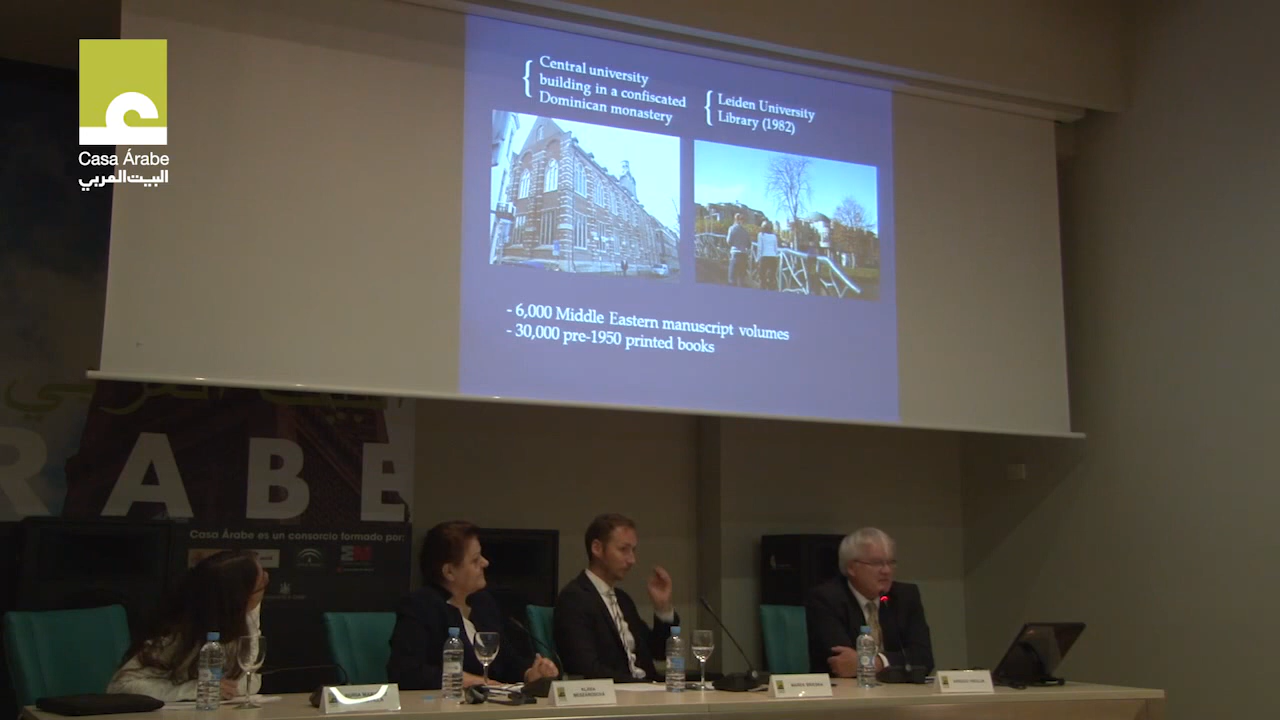 Casa Árabe
البيت العربي
Central university
building in a confiscated
Dominican monastery
Leiden University
Library (1982)
- 6,000 Middle Eastern manuscript volumes
- 30,000 pre-1950 printed books
RABE
Casa Árabe es un consorcio formado por: